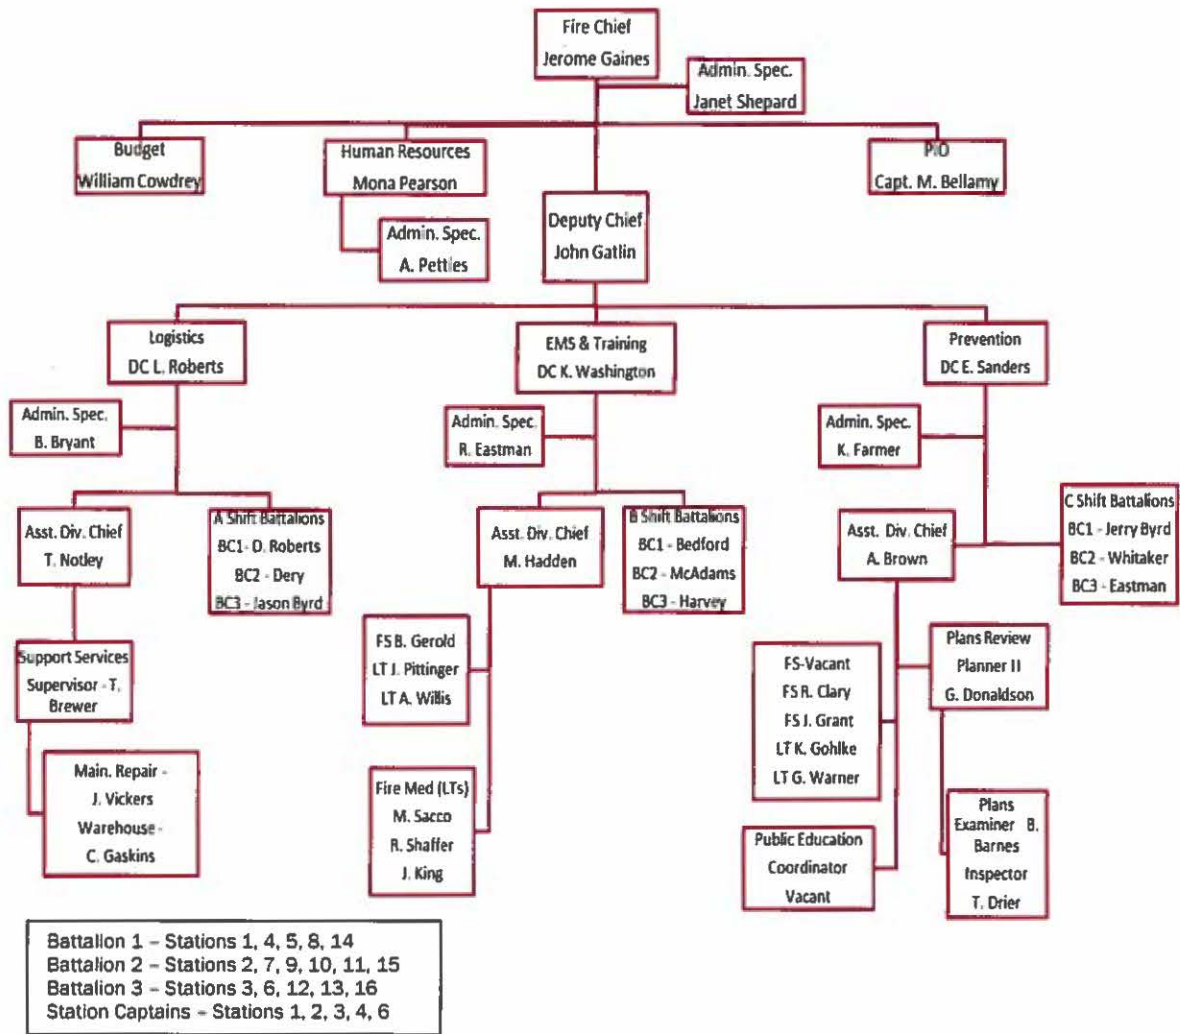 Fire Chief
Jerome Gaines
Admin. Spec.
Janet Shepard
Budget
William Cowdrey
Human Resources
Mona Pearson
PIO
Capt. M. Bellamy
Admin. Spec.
A. Petties
Deputy Chief
John Gatlin
Logistics
DC L. Roberts
EMS & Training
DC K. Washington
Prevention
DC E. Sanders
Admin. Spec.
B. Bryant
Admin. Spec.
R. Eastman
Admin. Spec.
K. Farmer
Asst. Div. Chief
T. Notley
A Shift Battalions
BC1 - D. Roberts
BC2 - Dery
BC3 - Jason Byrd
Asst. Div. Chief
M. Hadden
B Shift Battalions
BC1 - Bedford
BC2 - McAdams
BC3 - Harvey
Asst. Div. Chief
A. Brown
C Shift Battalions
BC1 - Jerry Byrd
BC2 - Whitaker
BC3 - Eastman
Support Services
Supervisor - T.
Brewer
FS B. Gerold
LT J. Pittinger
LT A. Willis
FS-Vacant
FS R. Clary
FS J. Grant
LT K. Gohlke
LT G. Warner
Plans Review
Planner II
G. Donaldson
Main. Repair -
J. Vickers
Warehouse -
C. Gaskins
Fire Med (LTs)
M. Sacco
R. Shaffer
J. King
Public Education
Coordinator
Vacant
Plans
Examiner B.
Barnes
Inspector
T. Drier
Battalion 1 – Stations 1, 4, 5, 8, 14
Battalion 2 – Stations 2, 7, 9, 10, 11, 15
Battalion 3 – Stations 3, 6, 12, 13, 16
Station Captains – Stations 1, 2, 3, 4, 6